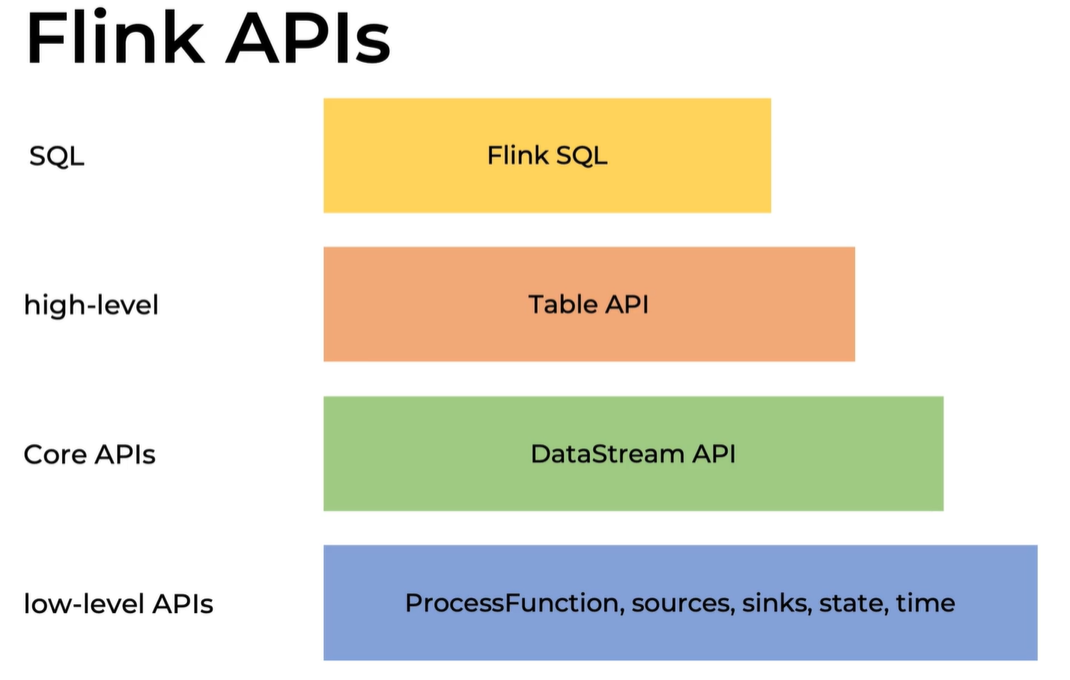 Flink APIs
SQL
Flink SQL
high-level
Table API
Core APIs
DataStream API
low-level APIs
ProcessFunction, sources, sinks, state, time